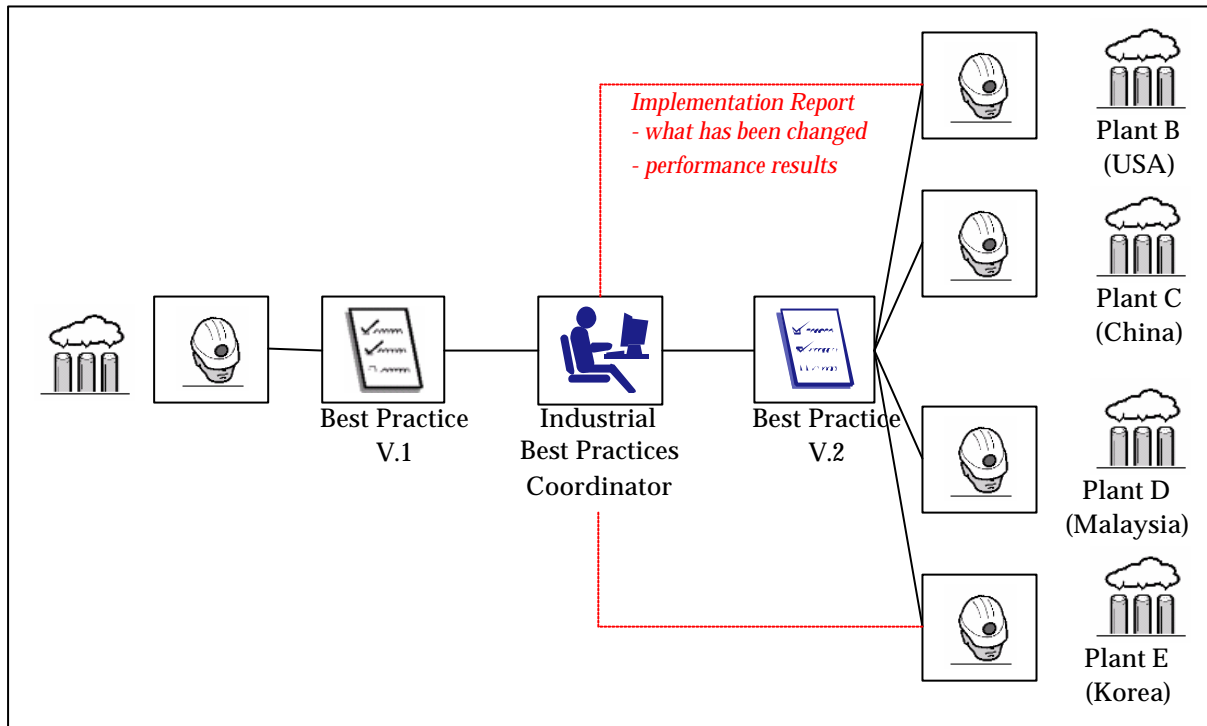 Implementation Report
- what has been changed
- performance results
Plant B
(USA)
Plant C
(China)
Best Practice
V.1
Industrial
Best Practices
Coordinator
Best Practice
V.2
Plant D
(Malaysia)
Plant E
(Korea)